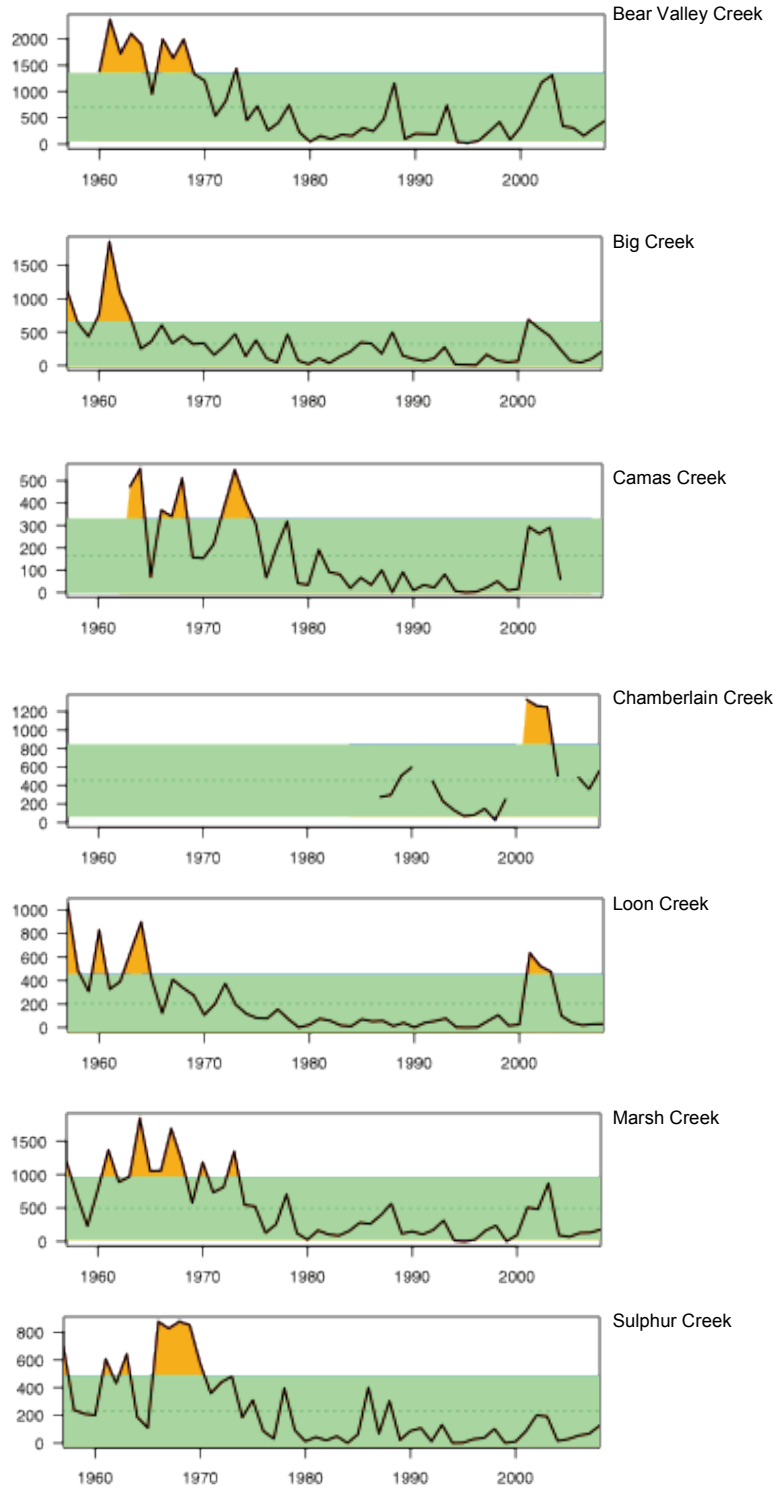 Bear Valley Creek
2000
1500
1000
500
0
1960 1970 1980 1990 2000
Big Creek
1500
1000
500
0
1960 1970 1980 1990 2000
Camas Creek
500
400
300
200
100
0
1960 1970 1980 1990 2000
Chamberlain Creek
1200
1000
800
600
400
200
0
1960 1970 1980 1990 2000
Loon Creek
1000
800
600
400
200
0
1960 1970 1980 1990 2000
Marsh Creek
1500
1000
500
0
1960 1970 1980 1990 2000
Sulphur Creek
800
600
400
200
0
1960 1970 1980 1990 2000